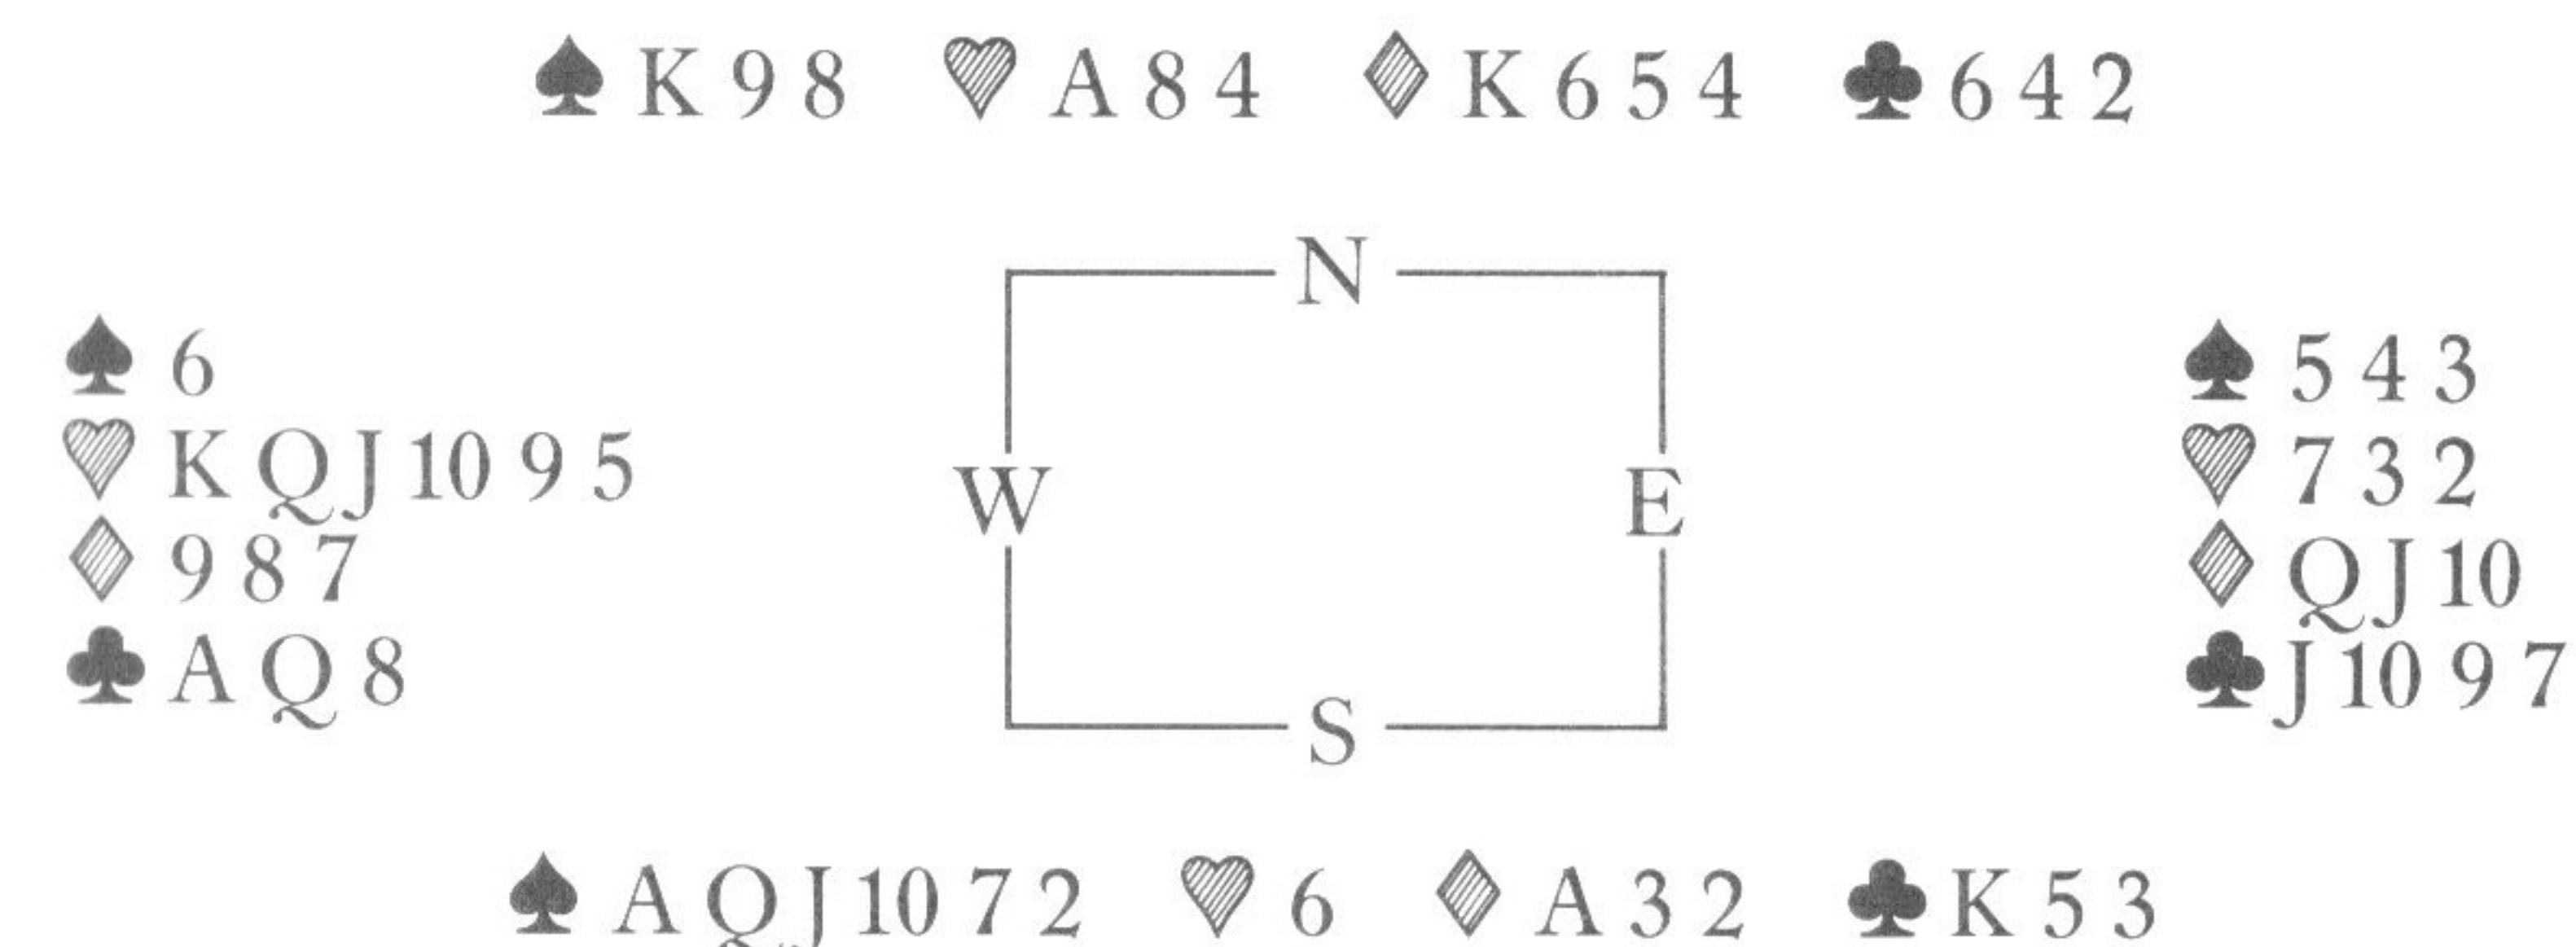 ♠ K 9 8 ♥ A 8 4 ♦ K 6 5 4 ♣ 6 4 2
N
♠ 6
♥ K Q J 10 9 5
♦ 9 8 7
♣ A Q 8
W
E
♠ 5 4 3
♥ 7 3 2
♦ Q J 10
♣ J 10 9 7
S
♠ A Q J 10 7 2 ♥ 6 ♦ A 3 2 ♣ K 5 3